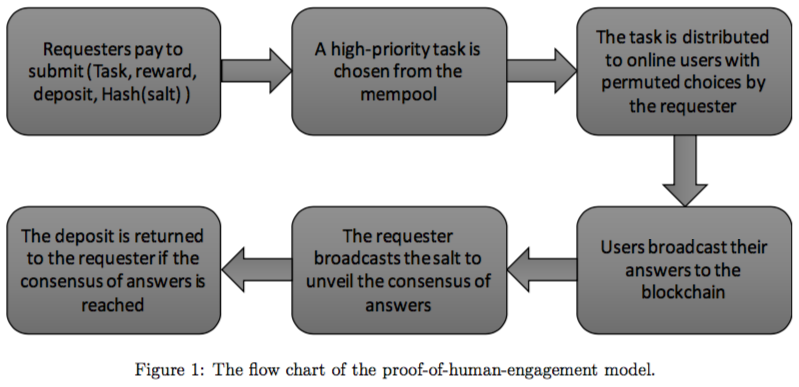 Requesters pay to
submit (Task, reward,
deposit, Hash(salt) )
A high-priority task is
chosen from the
mempool
The task is distributed
to online users with
permuted choices by
the requester
Users broadcast their
answers to the
blockchain
The requester
broadcasts the salt to
unveil the consensus of
answers
The deposit is returned
to the requester if the
consensus of answers is
reached
Figure 1: The flow chart of the proof-of-human-engagement model.